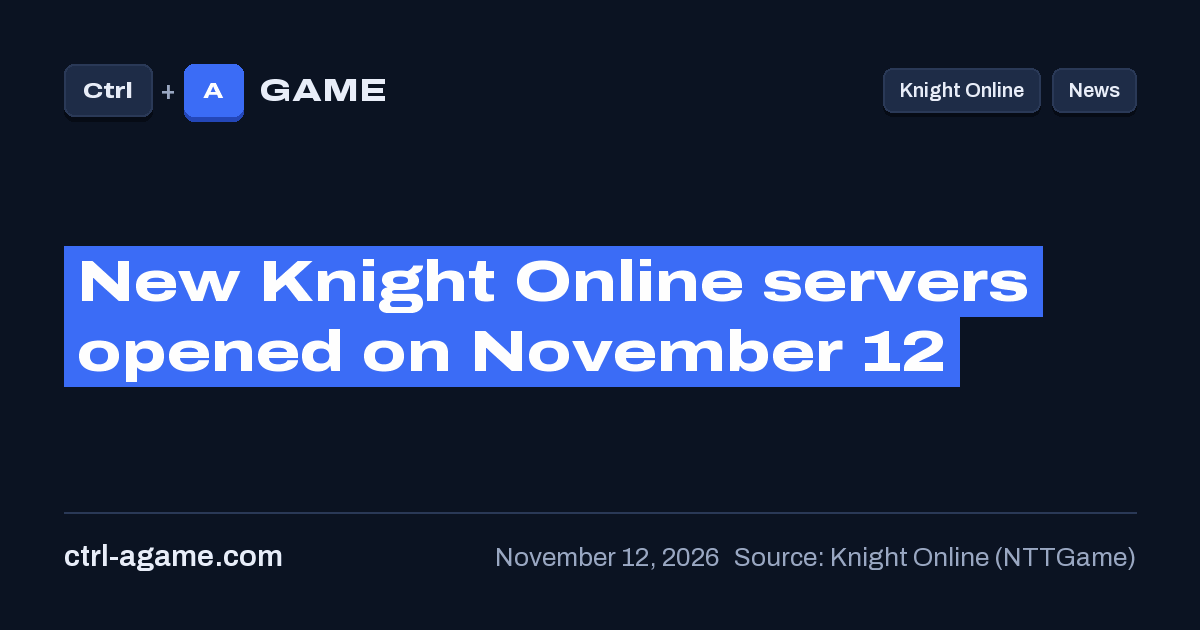 Ctrl + A GAME
Knight Online News
New Knight Online servers
opened on November 12
ctrl-agame.com
November 12, 2026 Source: Knight Online (NTTGame)